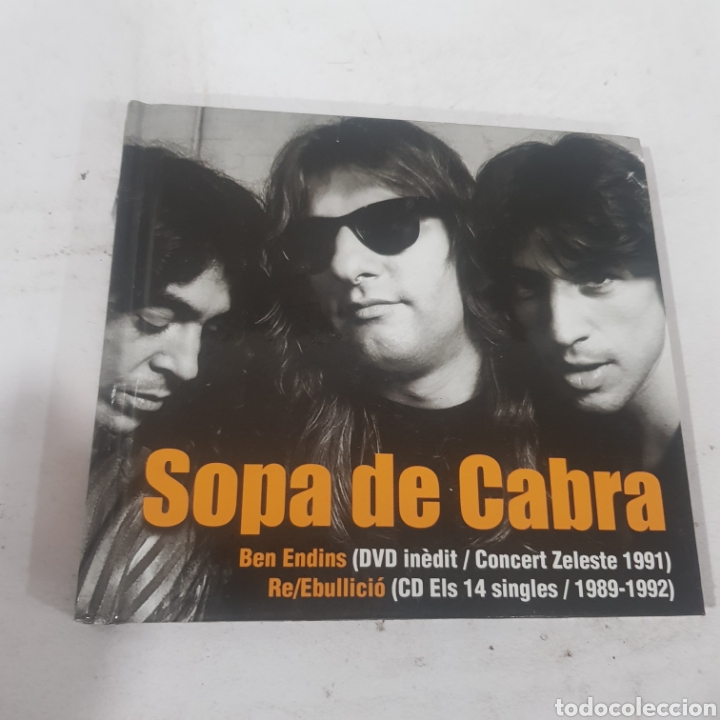 Sopa de Cabra
Ben Endins (DVD inèdit / Concert Zeleste 1991)
Re/Ebullició (CD Els 14 singles / 1989-1992)
todocoleccion